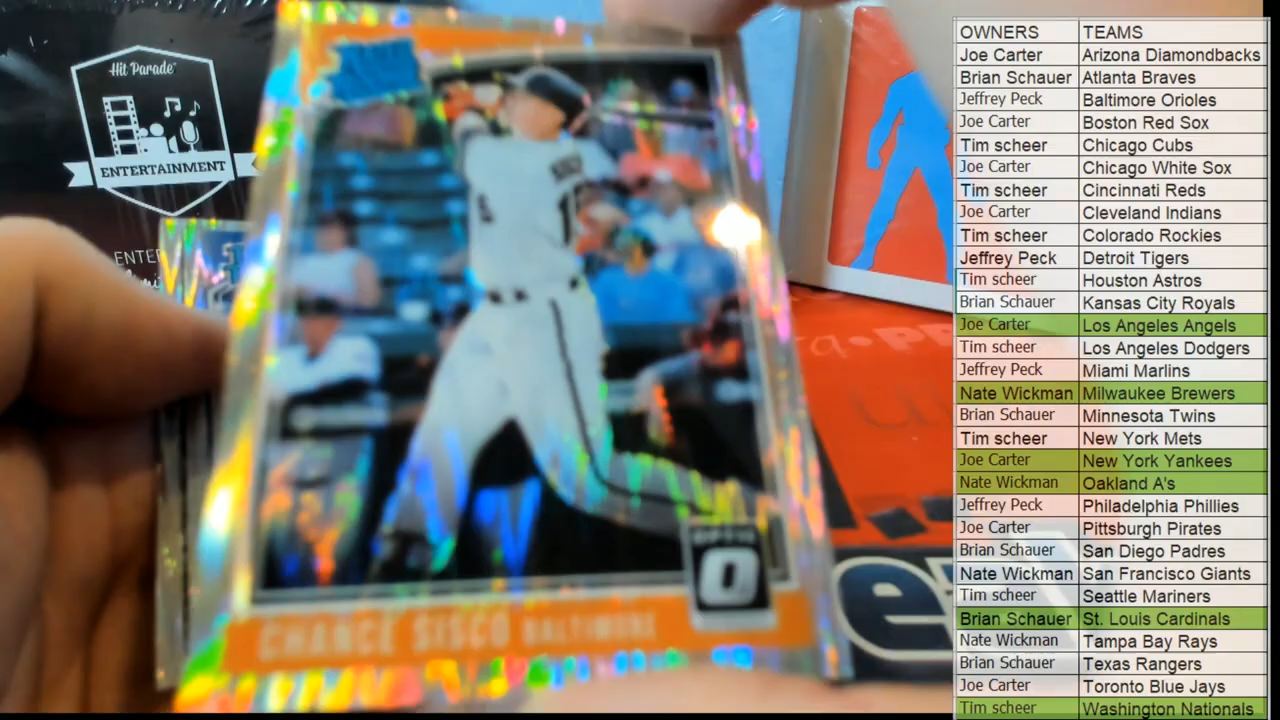 Hit Parade
ENTERTAINMENT
CHANCE SISCO BALTIMORE
OPTIC
O
OWNERS TEAMS
Joe Carter Arizona Diamondbacks
Brian Schauer Atlanta Braves
Jeffrey Peck Baltimore Orioles
Joe Carter Boston Red Sox
Tim scheer Chicago Cubs
Joe Carter Chicago White Sox
Tim scheer Cincinnati Reds
Joe Carter Cleveland Indians
Tim scheer Colorado Rockies
Jeffrey Peck Detroit Tigers
Tim scheer Houston Astros
Brian Schauer Kansas City Royals
Joe Carter Los Angeles Angels
Tim scheer Los Angeles Dodgers
Jeffrey Peck Miami Marlins
Nate Wickman Milwaukee Brewers
Brian Schauer Minnesota Twins
Tim scheer New York Mets
Joe Carter New York Yankees
Nate Wickman Oakland A's
Jeffrey Peck Philadelphia Phillies
Joe Carter Pittsburgh Pirates
Brian Schauer San Diego Padres
Nate Wickman San Francisco Giants
Tim scheer Seattle Mariners
Brian Schauer St. Louis Cardinals
Nate Wickman Tampa Bay Rays
Brian Schauer Texas Rangers
Joe Carter Toronto Blue Jays
Tim scheer Washington Nationals